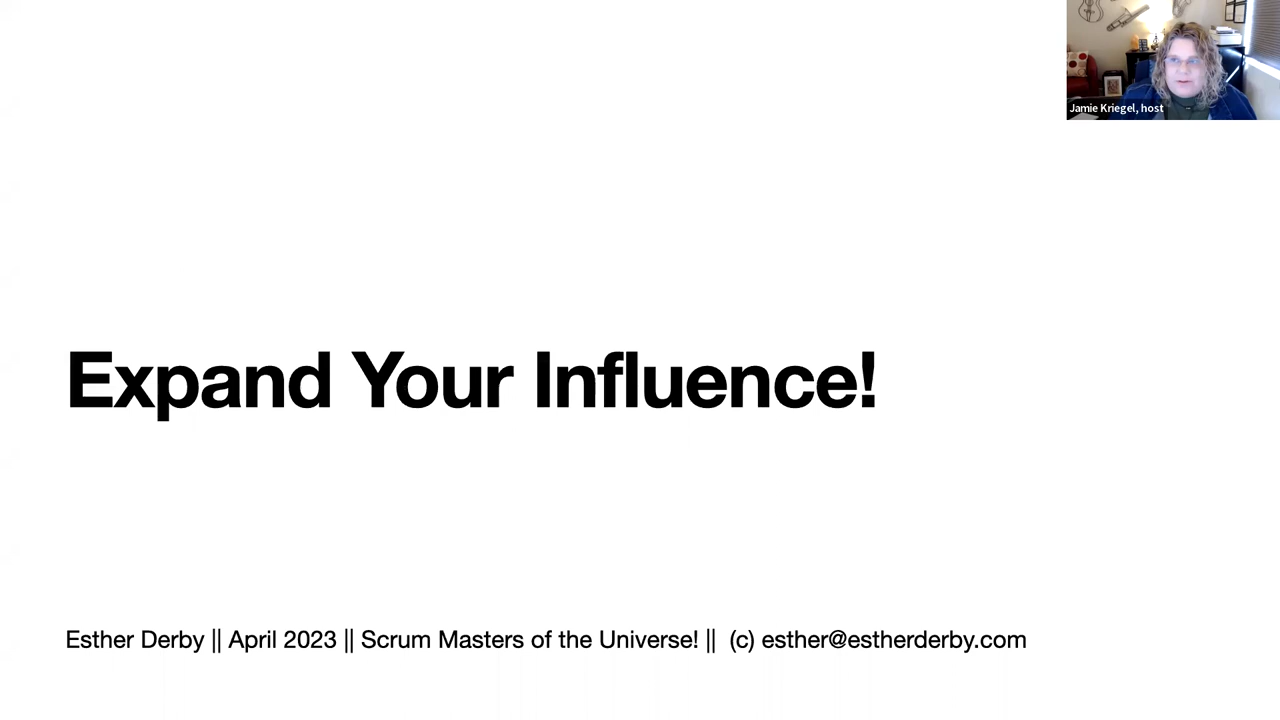 Jamie Kriegel, host
Expand Your Influence!
Esther Derby || April 2023 || Scrum Masters of the Universe! || (c) esther@estherderby.com